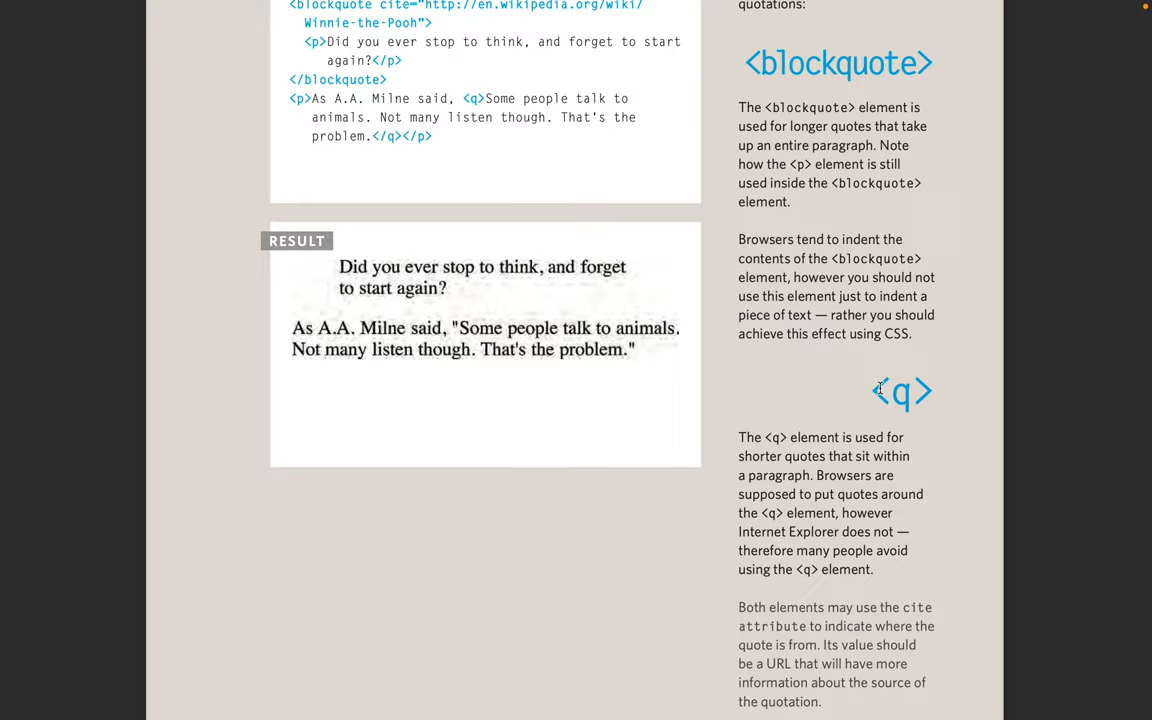 <blockquote cite="http://en.wikipedia.org/wiki/
Winnie-the-Pooh">
<p>Did you ever stop to think, and forget to start
again?</p>
</blockquote>
<p>As A.A. Milne said, <q>Some people talk to
animals. Not many listen though. That's the
problem.</q></p>
RESULT
Did you ever stop to think, and forget
to start again?
As A.A. Milne said, "Some people talk to animals.
Not many listen though. That's the problem."
quotations:
<blockquote>
The <blockquote> element is
used for longer quotes that take
up an entire paragraph. Note
how the <p> element is still
used inside the <blockquote>
element.
Browsers tend to indent the
contents of the <blockquote>
element, however you should not
use this element just to indent a
piece of text — rather you should
achieve this effect using CSS.
<q>
The <q> element is used for
shorter quotes that sit within
a paragraph. Browsers are
supposed to put quotes around
the <q> element, however
Internet Explorer does not —
therefore many people avoid
using the <q> element.
Both elements may use the cite
attribute to indicate where the
quote is from. Its value should
be a URL that will have more
information about the source of
the quotation.